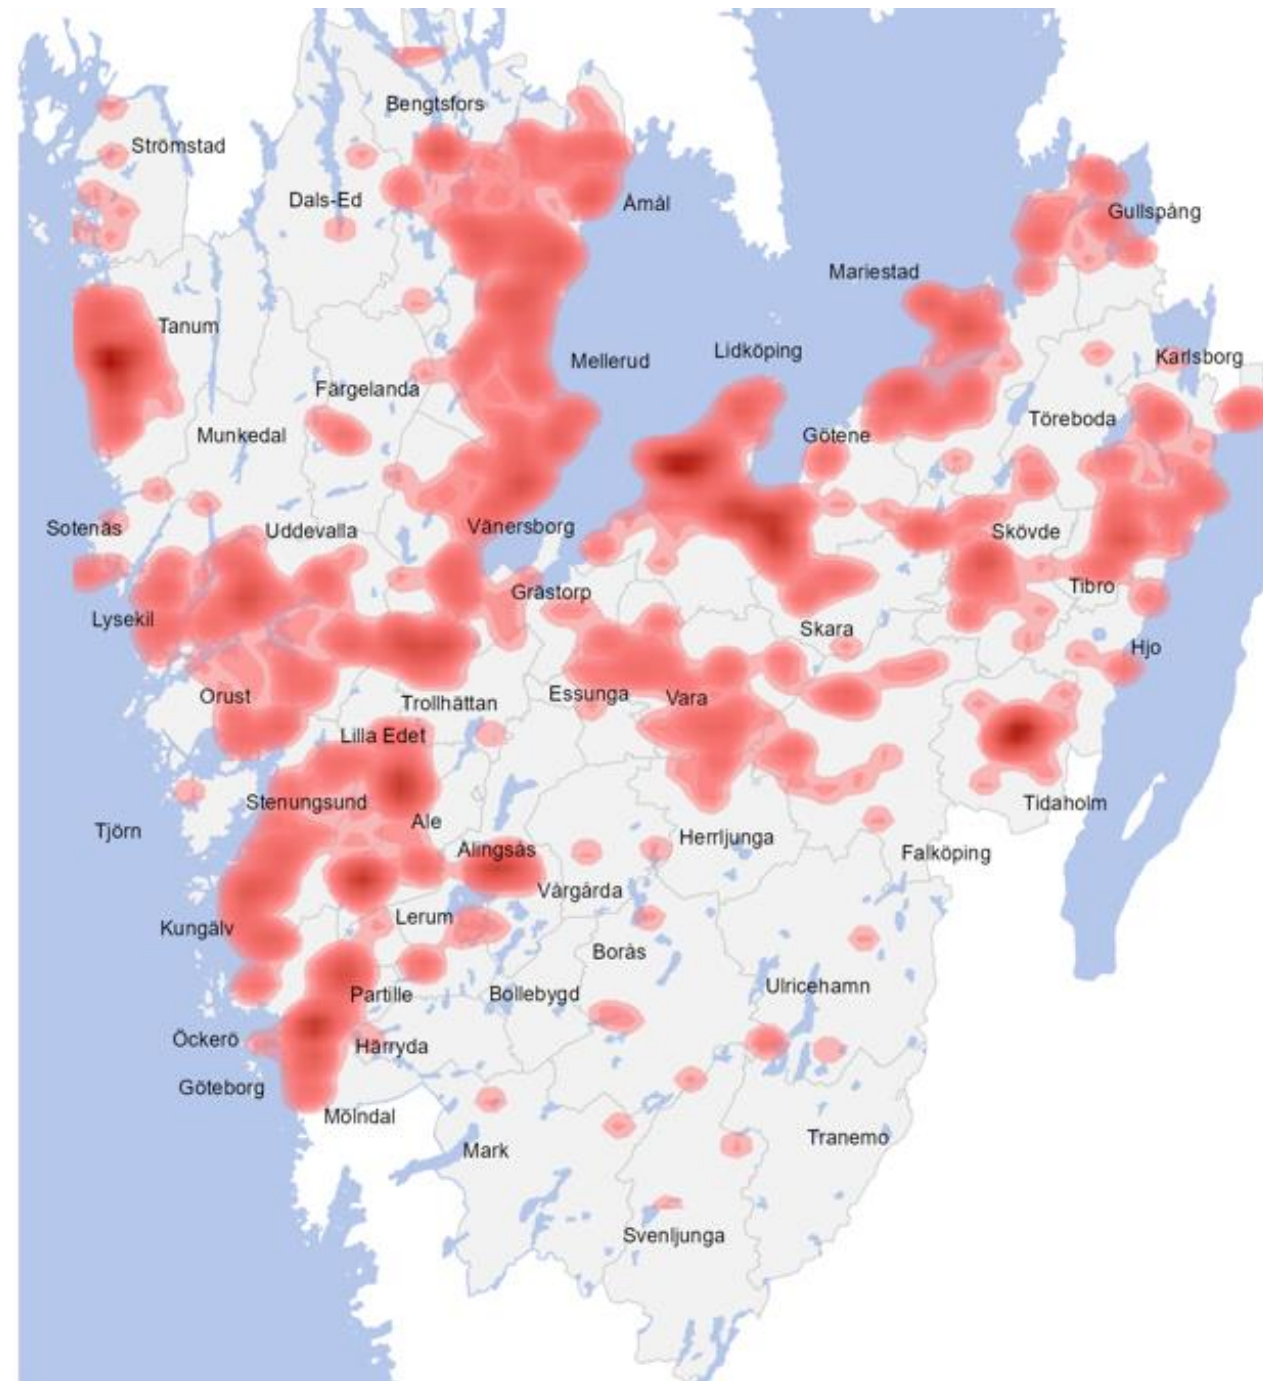 Bengtsfors
Strömstad
Dals-Ed
Åmål
Gullspång
Mariestad
Tanum
Lidköping
Karlsborg
Mellerud
Färgelanda
Töreboda
Munkedal
Götene
Sotenäs
Uddevalla
Vänersborg
Skövde
Tibro
Grästorp
Lysekil
Skara
Hjo
Orust
Trollhättan
Essunga
Vara
Lilla Edet
Stenungsund
Tidaholm
Tjörn
Ale
Alingsås
Herrljunga
Falköping
Vårgårda
Kungälv
Lerum
Borås
Partille
Bollebygd
Ulricehamn
Öckerö
Härryda
Göteborg
Mölndal
Mark
Tranemo
Svenljunga